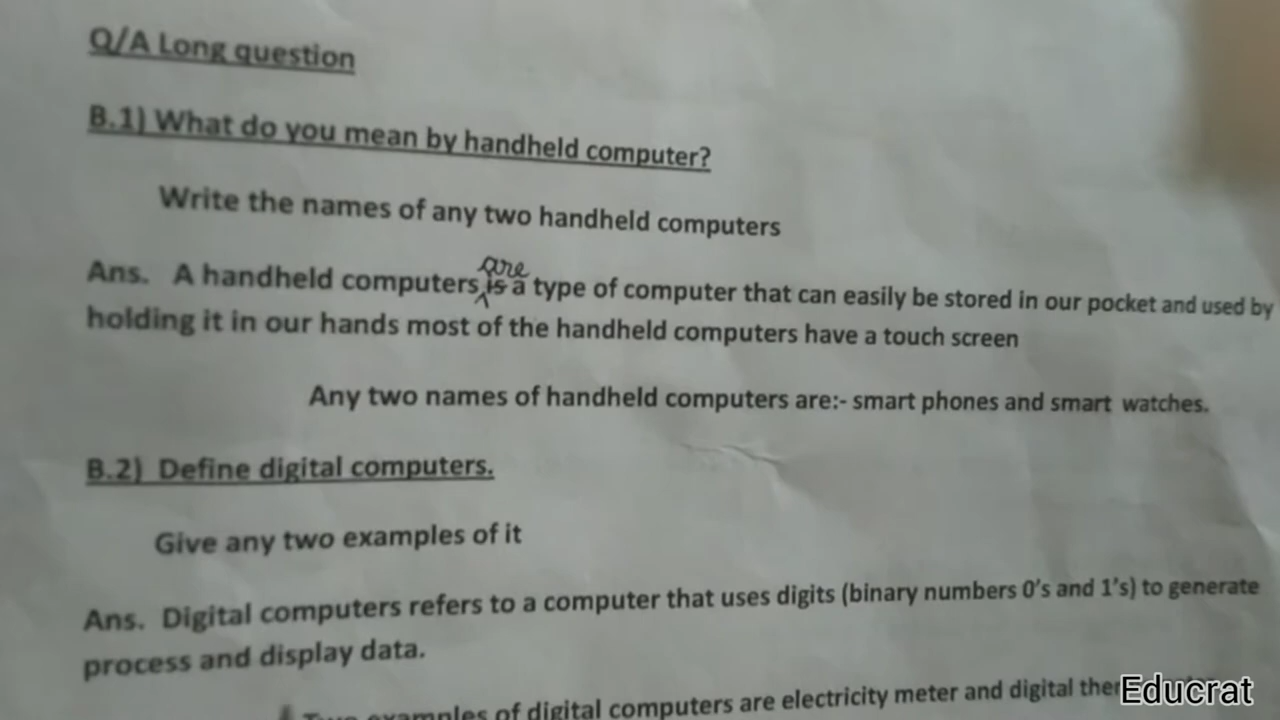 Q/A Long question
B.1) What do you mean by handheld computer?
Write the names of any two handheld computers
are
Ans. A handheld computers is a type of computer that can easily be stored in our pocket and used by
holding it in our hands most of the handheld computers have a touch screen
Any two names of handheld computers are:- smart phones and smart watches.
B.2) Define digital computers.
Give any two examples of it
Ans. Digital computers refers to a computer that uses digits (binary numbers 0's and 1's) to generate
process and display data.
Two examples of digital computers are electricity meter and digital
Educrat